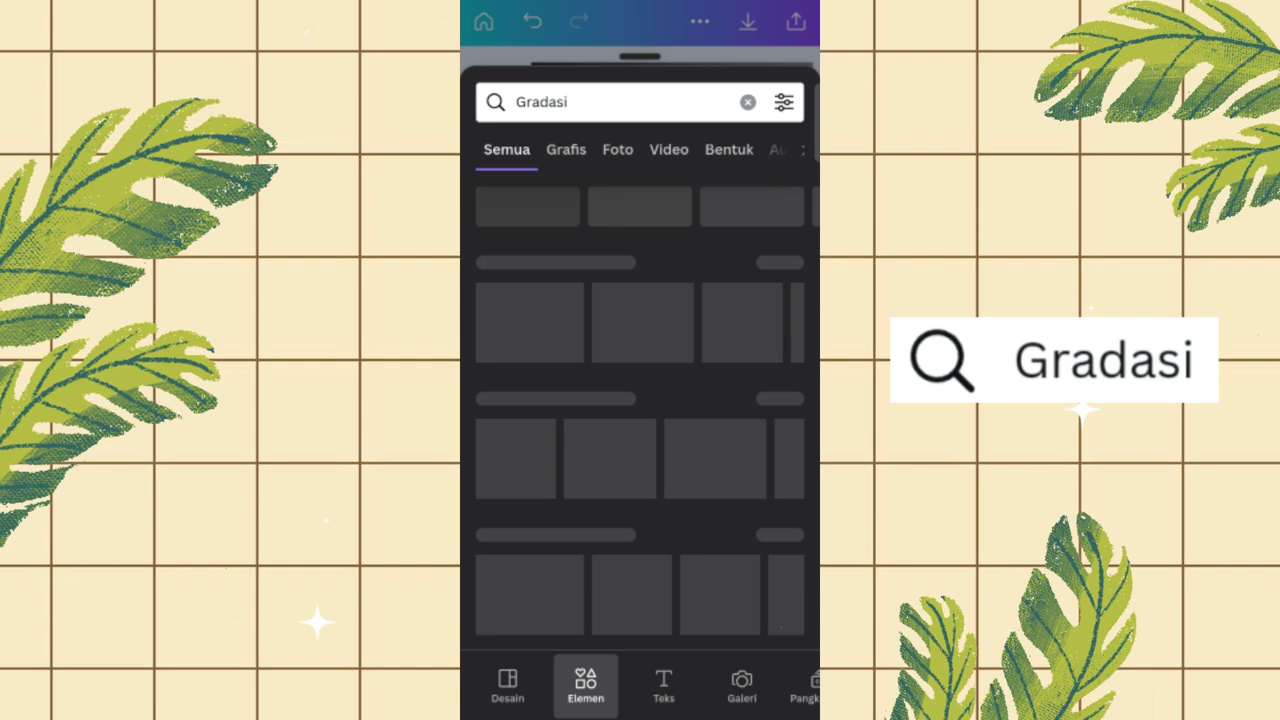 Gradasi
Semua Grafis Foto Video Bentuk
Gradasi
Desain Elemen Teks Galeri